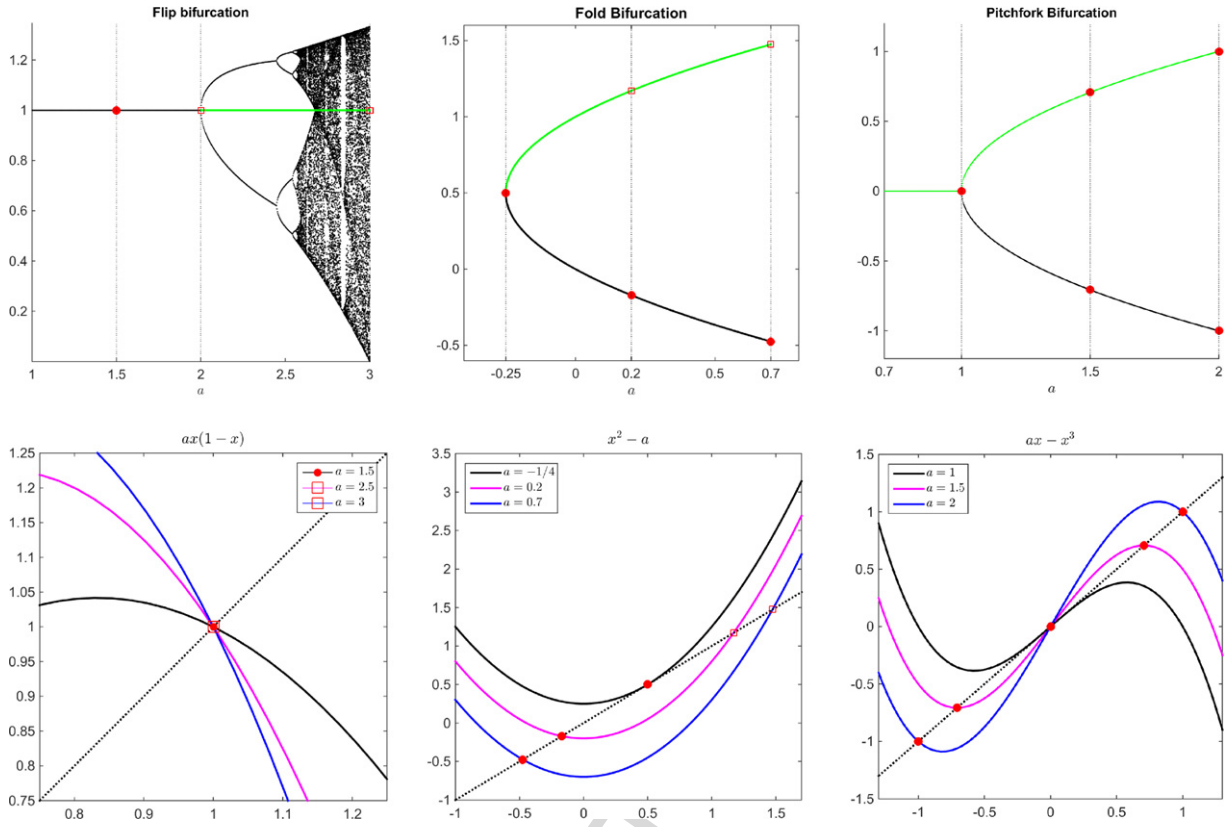 Flip bifurcation
1.2
1
0.8
0.6
0.4
0.2
1 1.5 2 2.5 3
a
Fold Bifurcation
1.5
1
0.5
0
-0.5
-0.25 0 0.2 0.5 0.7
a
Pitchfork Bifurcation
1
0.5
0
-0.5
-1
0.7 1 1.5 2
a
ax(1 − x)
1.25
1.2
1.15
1.1
1.05
1
0.95
0.9
0.85
0.8
0.75
0.8 0.9 1 1.1 1.2
a = 1.5
a = 2.5
a = 3
x² − a
3.5
3
2.5
2
1.5
1
0.5
0
-0.5
-1
-1 -0.5 0 0.5 1 1.5
a = −1/4
a = 0.2
a = 0.7
ax − x³
1.5
1
0.5
0
-0.5
-1
-1.5
-1 -0.5 0 0.5 1
a = 1
a = 1.5
a = 2